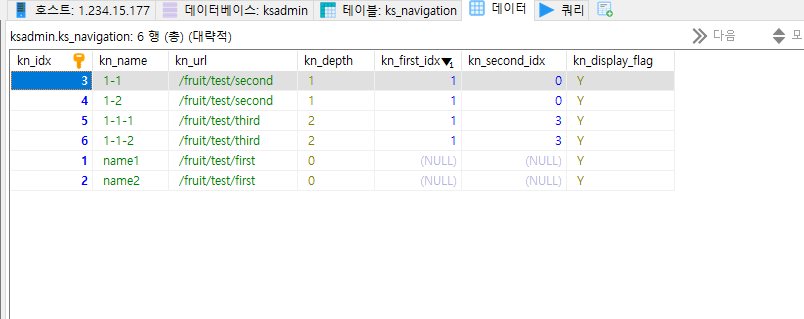 호스트: 1.234.15.177 데이터베이스: ksadmin 테이블: ks_navigation 데이터 쿼리
ksadmin.ks_navigation: 6 행 (총) (대략적) 다음 모
kn_idx kn_name kn_url kn_depth kn_first_idx 1 kn_second_idx kn_display_flag
3 1-1 /fruit/test/second 1 1 0 Y
4 1-2 /fruit/test/second 1 1 0 Y
5 1-1-1 /fruit/test/third 2 1 3 Y
6 1-1-2 /fruit/test/third 2 1 3 Y
1 name1 /fruit/test/first 0 (NULL) (NULL) Y
2 name2 /fruit/test/first 0 (NULL) (NULL) Y